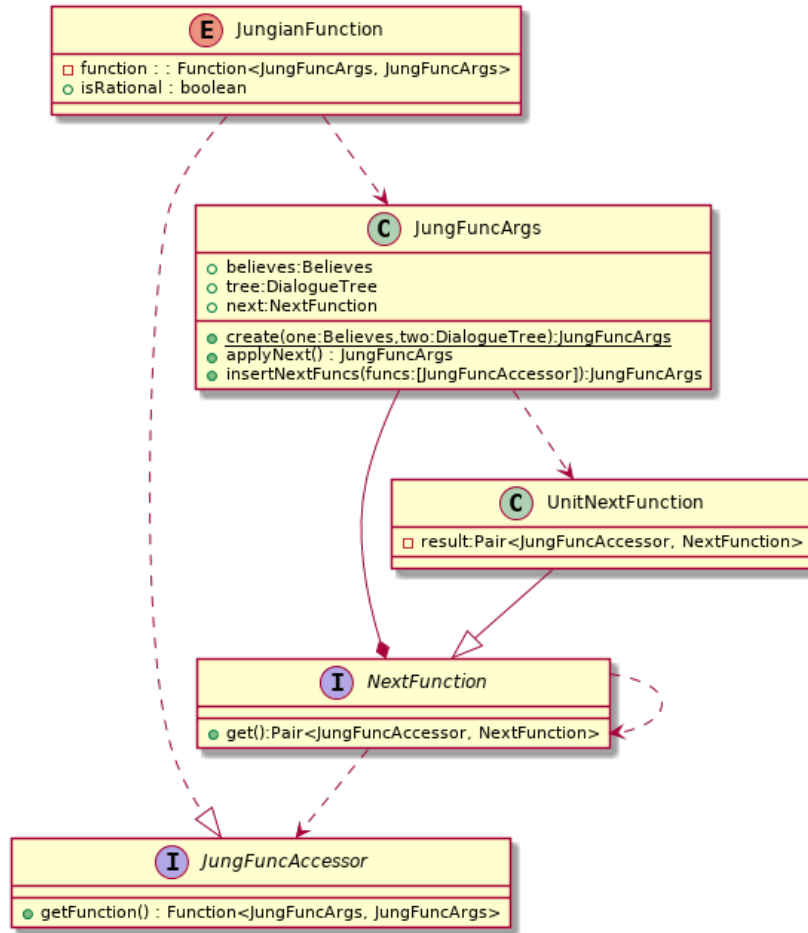 E JungianFunction
function : : Function<JungFuncArgs, JungFuncArgs>
isRational : boolean
C JungFuncArgs
believes:Believes
tree:DialogueTree
next:NextFunction
create(one:Believes,two:DialogueTree):JungFuncArgs
applyNext() : JungFuncArgs
insertNextFuncs(funcs:[JungFuncAccessor]):JungFuncArgs
C UnitNextFunction
result:Pair<JungFuncAccessor, NextFunction>
I NextFunction
get():Pair<JungFuncAccessor, NextFunction>
I JungFuncAccessor
getFunction() : Function<JungFuncArgs, JungFuncArgs>